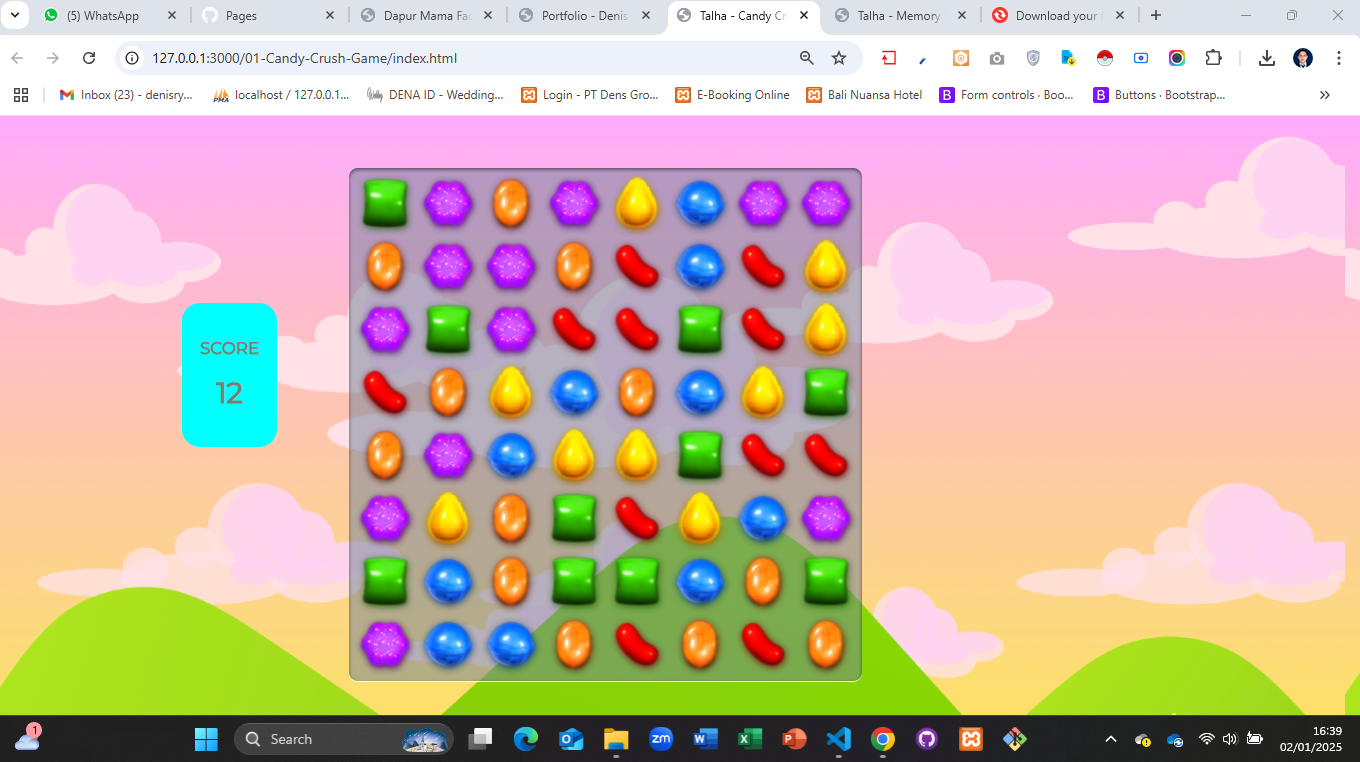 (5) WhatsApp
Pages
Dapur Mama Fac
Portfolio - Denis
Talha - Candy Cr
Talha - Memory
Download your f
127.0.0.1:3000/01-Candy-Crush-Game/index.html
Inbox (23) - denisry...
localhost / 127.0.0.1...
DENA ID - Wedding...
Login - PT Dens Gro...
E-Booking Online
Bali Nuansa Hotel
Form controls · Boo...
Buttons · Bootstrap...
SCORE
12
1
Search
16:39
02/01/2025